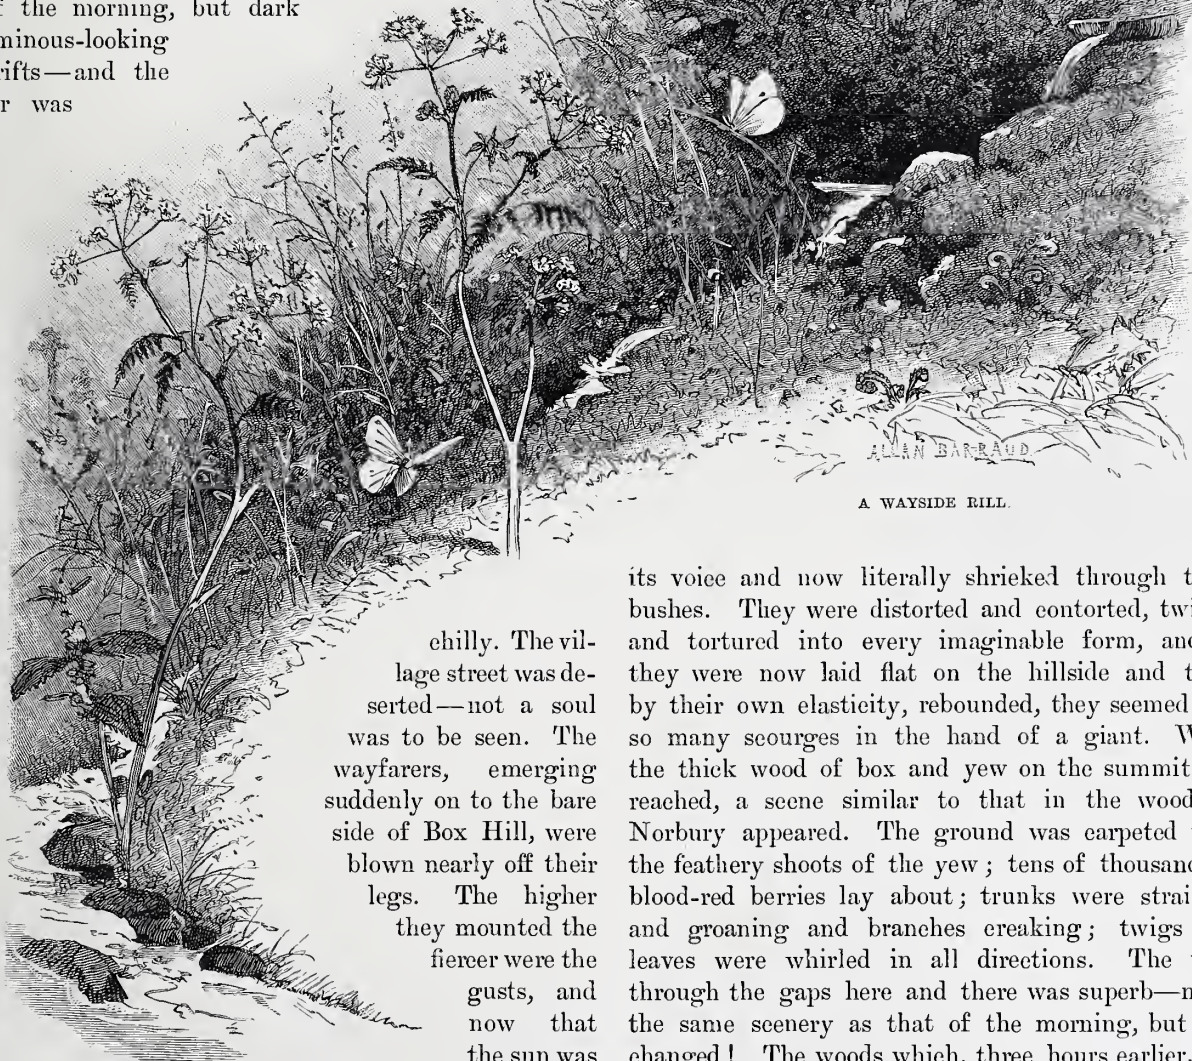 the morning, but dark
minous-looking
rifts—and the
r was
ALLAN BARRAUD
A WAYSIDE RILL.
chilly. The vil-
lage street was de-
serted—not a soul
was to be seen. The
wayfarers, emerging
suddenly on to the bare
side of Box Hill, were
blown nearly off their
legs. The higher
they mounted the
fiercer were the
gusts, and
now that
the sun was
its voice and now literally shrieked through t
bushes. They were distorted and contorted, twi
and tortured into every imaginable form, and
they were now laid flat on the hillside and t
by their own elasticity, rebounded, they seemed
so many scourges in the hand of a giant. W
the thick wood of box and yew on the summit
reached, a scene similar to that in the wood
Norbury appeared. The ground was carpeted
the feathery shoots of the yew; tens of thousand
blood-red berries lay about; trunks were strai
and groaning and branches creaking; twigs
leaves were whirled in all directions. The
through the gaps here and there was superb—n
the same scenery as that of the morning, but
changed! The woods which, three hours earlier